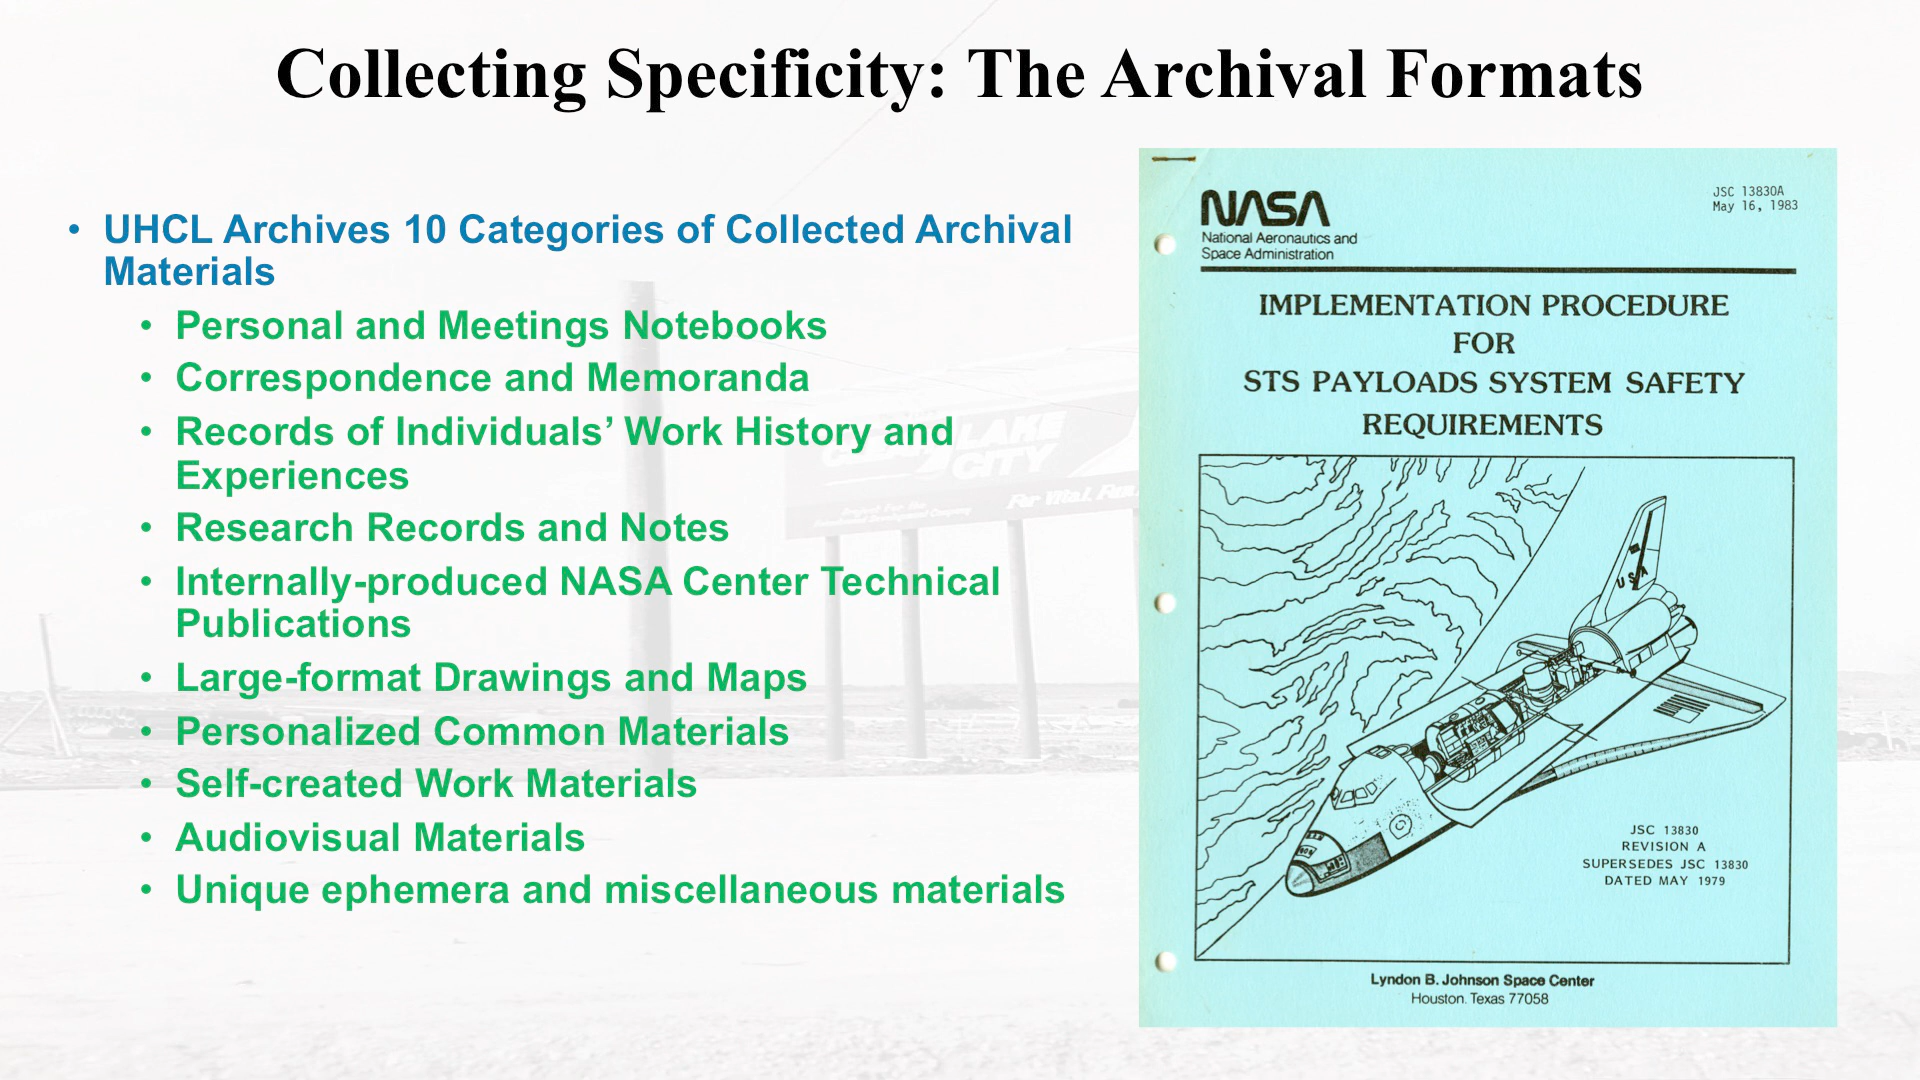 Collecting Specificity: The Archival Formats
• UHCL Archives 10 Categories of Collected Archival
Materials
• Personal and Meetings Notebooks
• Correspondence and Memoranda
• Records of Individuals’ Work History and
Experiences
• Research Records and Notes
• Internally-produced NASA Center Technical
Publications
• Large-format Drawings and Maps
• Personalized Common Materials
• Self-created Work Materials
• Audiovisual Materials
• Unique ephemera and miscellaneous materials
CLEAR LAKE
CITY
NASA
National Aeronautics and
Space Administration
JSC 13830A
May 16, 1983
IMPLEMENTATION PROCEDURE
FOR
STS PAYLOADS SYSTEM SAFETY
REQUIREMENTS
USA
JSC 13830
REVISION A
SUPERSEDES JSC 13830
DATED MAY 1979
Lyndon B. Johnson Space Center
Houston, Texas 77058